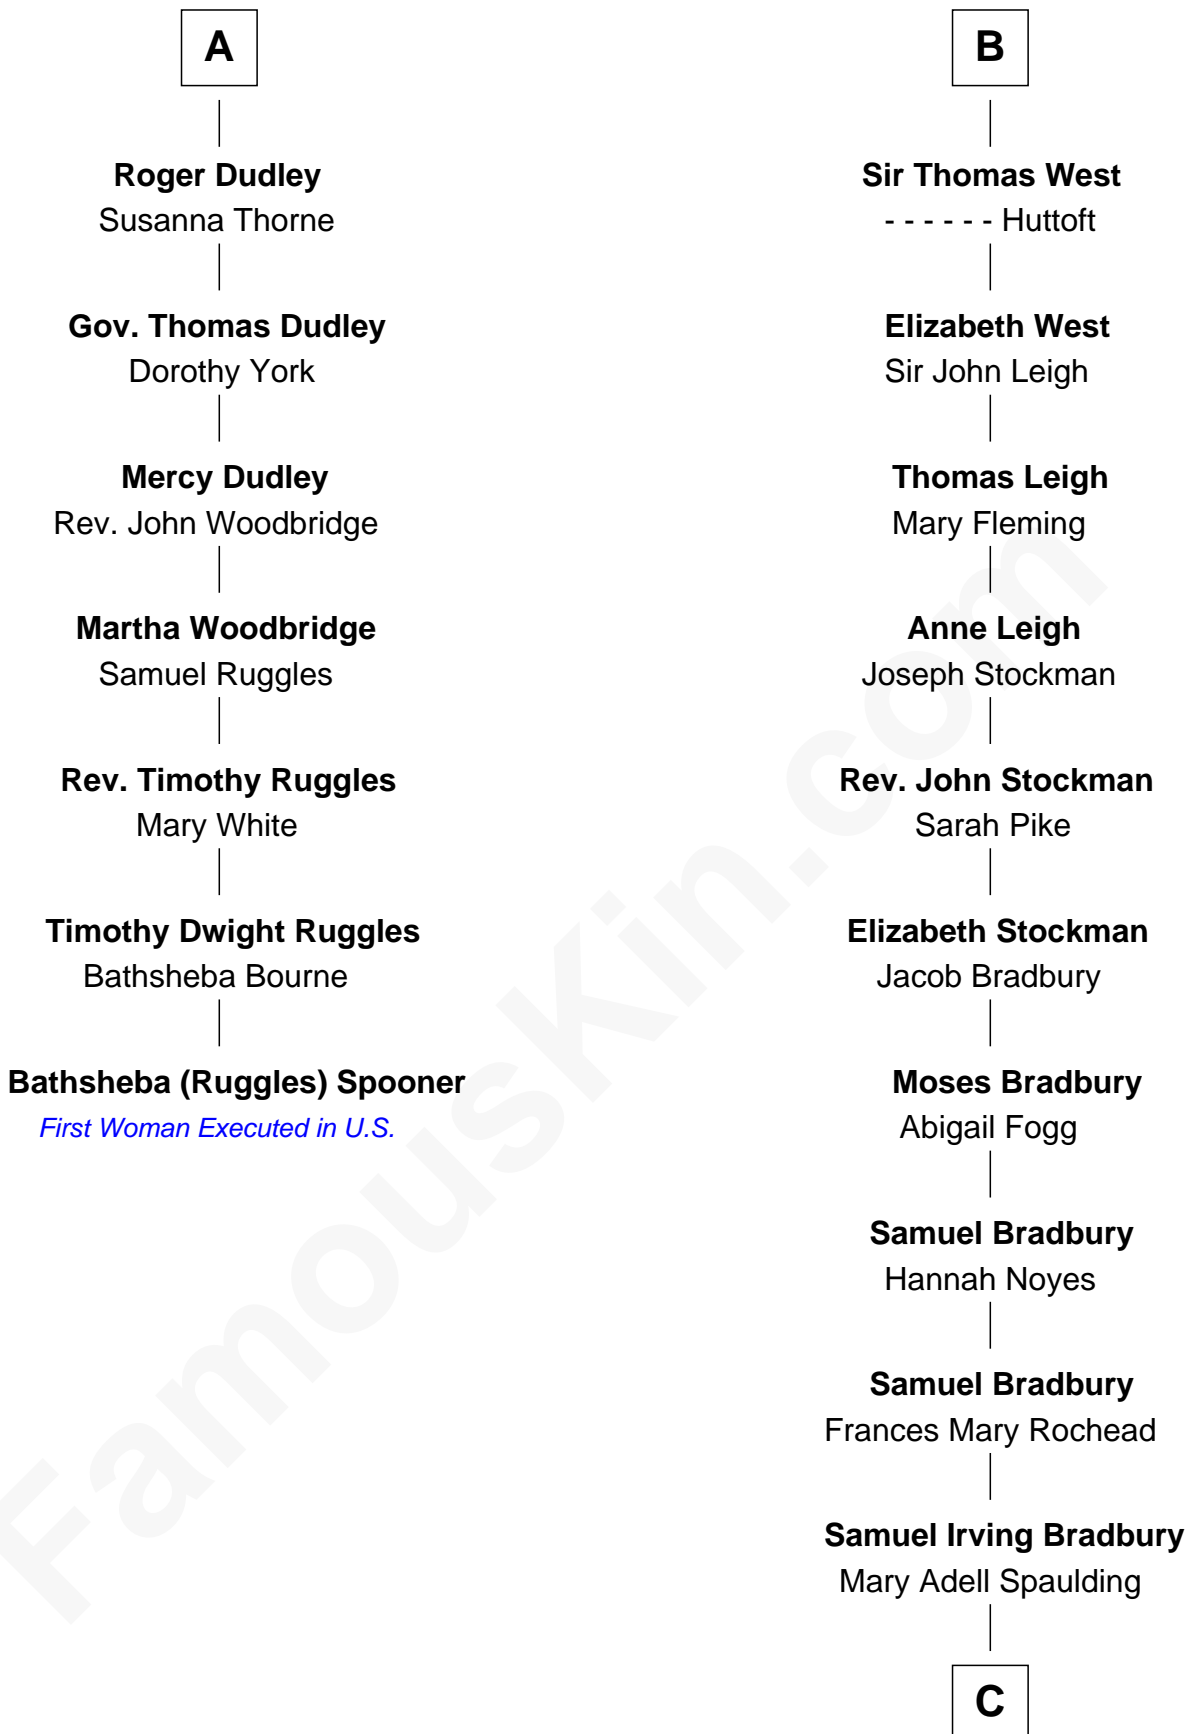 A
Roger Dudley
Susanna Thorne
Gov. Thomas Dudley
Dorothy York
Mercy Dudley
Rev. John Woodbridge
Martha Woodbridge
Samuel Ruggles
Rev. Timothy Ruggles
Mary White
Timothy Dwight Ruggles
Bathsheba Bourne
Bathsheba (Ruggles) Spooner
First Woman Executed in U.S.
B
Sir Thomas West
- - - - - - Huttoft
Elizabeth West
Sir John Leigh
Thomas Leigh
Mary Fleming
Anne Leigh
Joseph Stockman
Rev. John Stockman
Sarah Pike
Elizabeth Stockman
Jacob Bradbury
Moses Bradbury
Abigail Fogg
Samuel Bradbury
Hannah Noyes
Samuel Bradbury
Frances Mary Rochead
Samuel Irving Bradbury
Mary Adell Spaulding
C
FamousKin.com